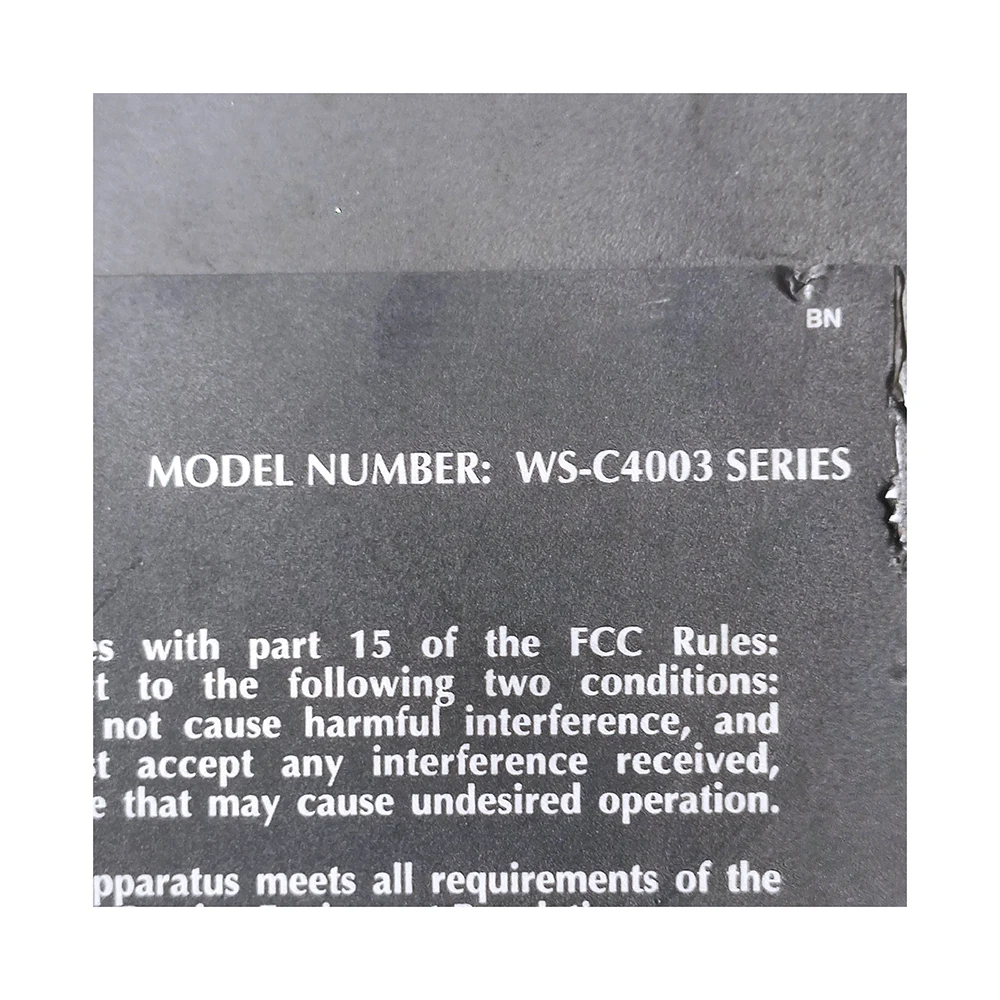 BN
MODEL NUMBER: WS-C4003 SERIES
with part 15 of the FCC Rules:
to the following two conditions:
not cause harmful interference, and
accept any interference received,
that may cause undesired operation.
meets all requirements of the